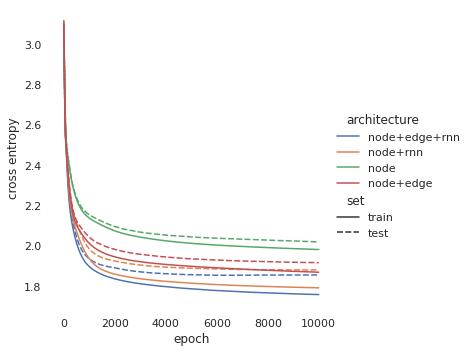 3.0
2.8
2.6
2.4
2.2
2.0
1.8
cross entropy
0 2000 4000 6000 8000 10000
epoch
architecture
node+edge+rnn
node+rnn
node
node+edge
set
train
test